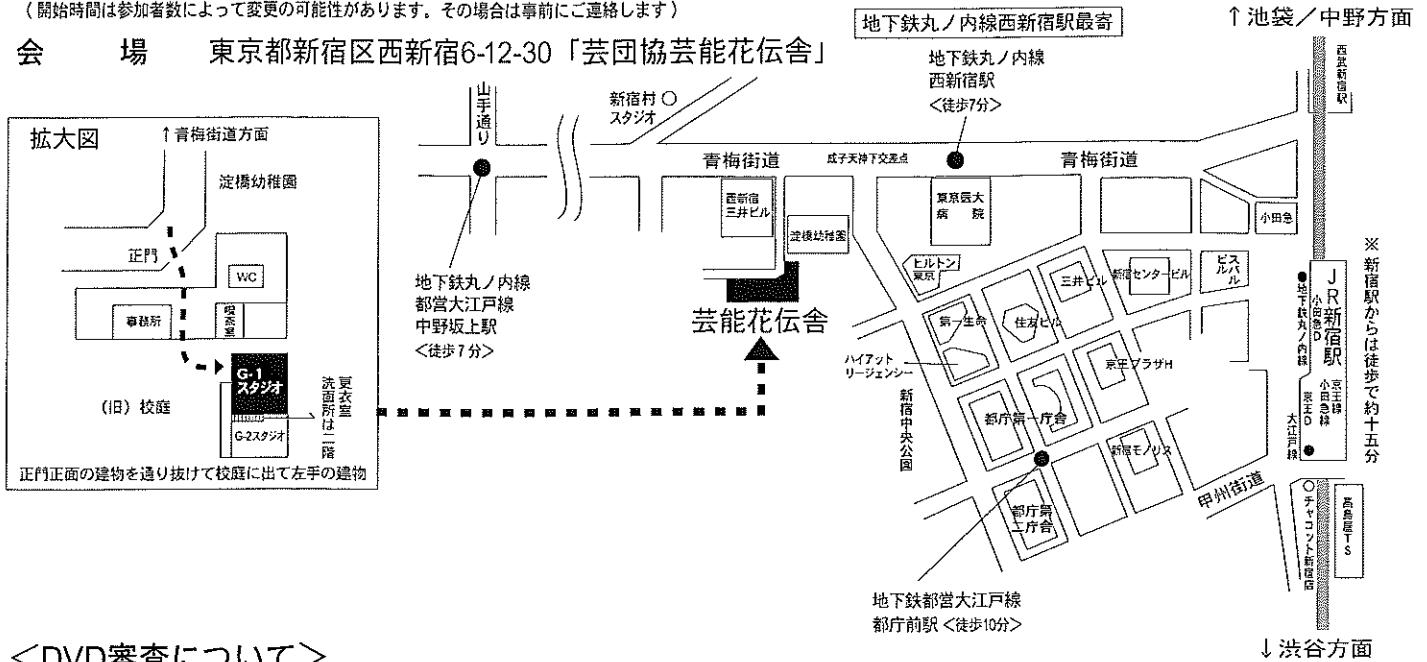 (開始時間は参加者数によって変更の可能性があります。その場合は事前にご連絡します)
会場 東京都新宿区西新宿6-12-30「芸団協芸能花伝舎」
地下鉄丸ノ内線西新宿駅最寄
↑池袋/中野方面
西武新宿駅
地下鉄丸ノ内線
西新宿駅
<徒歩7分>
新宿村
スタジオ
山手通り
青梅街道
成子天神下交差点
青梅街道
拡大図
↑青梅街道方面
淀橋幼稚園
正門
WC
事務所
喫茶室
G-1
スタジオ
(旧)校庭
G-2スタジオ
更衣室
洗面所は二階
正門正面の建物を通り抜けて校庭に出て左手の建物
地下鉄丸ノ内線
都営大江戸線
中野坂上駅
<徒歩7分>
西新宿
三井ビル
淀橋幼稚園
芸能花伝舎
東京医大
病院
小田急
ヒルトン
東京
三井ビル
新宿センタービル
スバル
ビル
第一生命
住友ビル
ハイアット
リージェンシー
京王プラザH
新宿中央公園
都庁第一庁舎
新宿モノリス
都庁第
二庁舎
甲州街道
地下鉄丸ノ内線
小田急D
JR新宿駅
京王線
小田急線
京王D
大江戸線
※新宿駅からは徒歩で約十五分
チャコット新宿店
高島屋TS
地下鉄都営大江戸線
都庁前駅<徒歩10分>
↓渋谷方面
<DVD審査について>